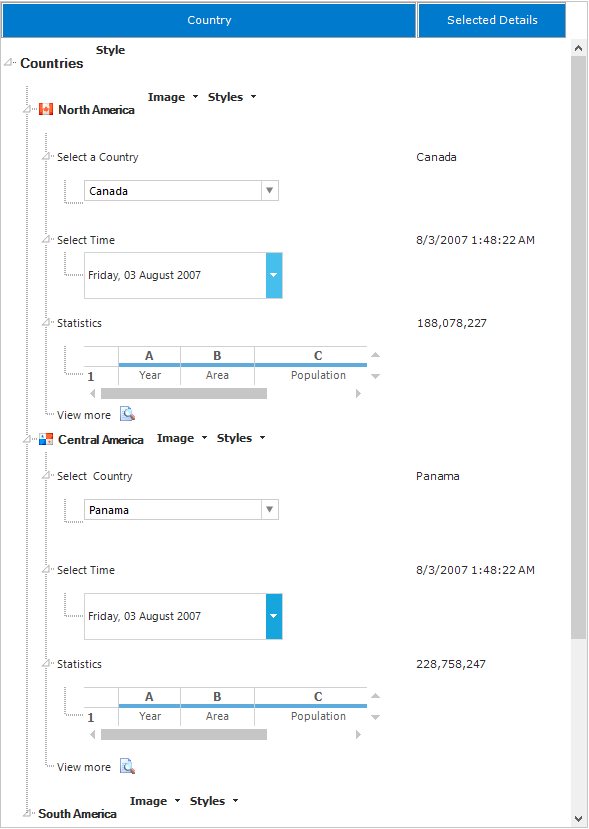 Country Selected Details
Style
Countries
Image Styles
North America
Select a Country Canada
Canada
Select Time 8/3/2007 1:48:22 AM
Friday, 03 August 2007
Statistics 188,078,227
A B C
1 Year Area Population
View more
Central America Image Styles
Select Country Panama
Panama
Select Time 8/3/2007 1:48:22 AM
Friday, 03 August 2007
Statistics 228,758,247
A B C
1 Year Area Population
View more
Image Styles
South America